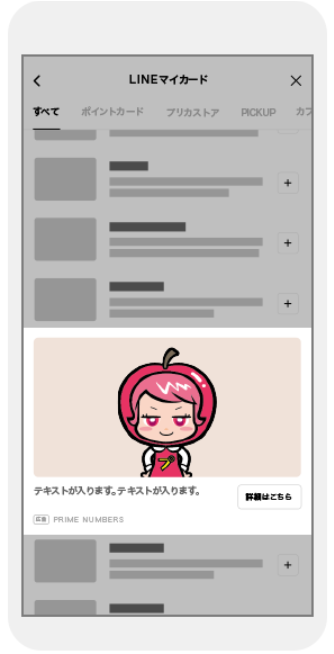 LINEマイカード
すべて ポイントカード プリカストア PICKUP カフ
プ
テキストが入ります。テキストが入ります。
詳細はこちら
広告 PRIME NUMBERS